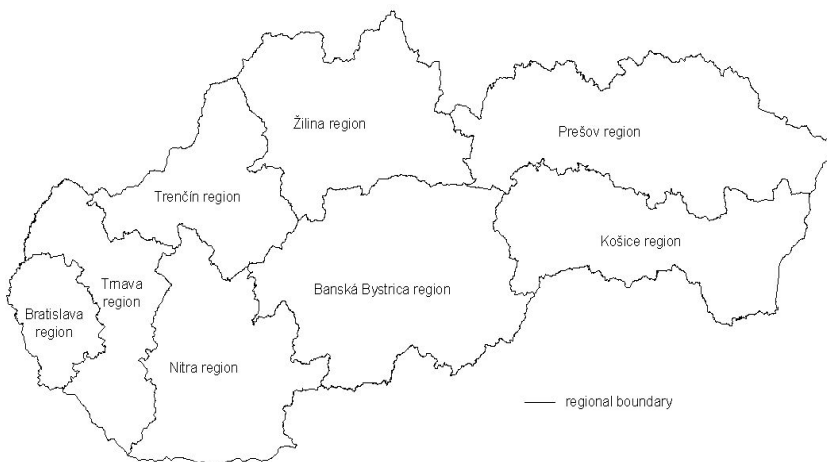 Žilina region
Prešov region
Trenčín region
Košice region
Trnava
region
Banská Bystrica region
Bratislava
region
Nitra region
regional boundary